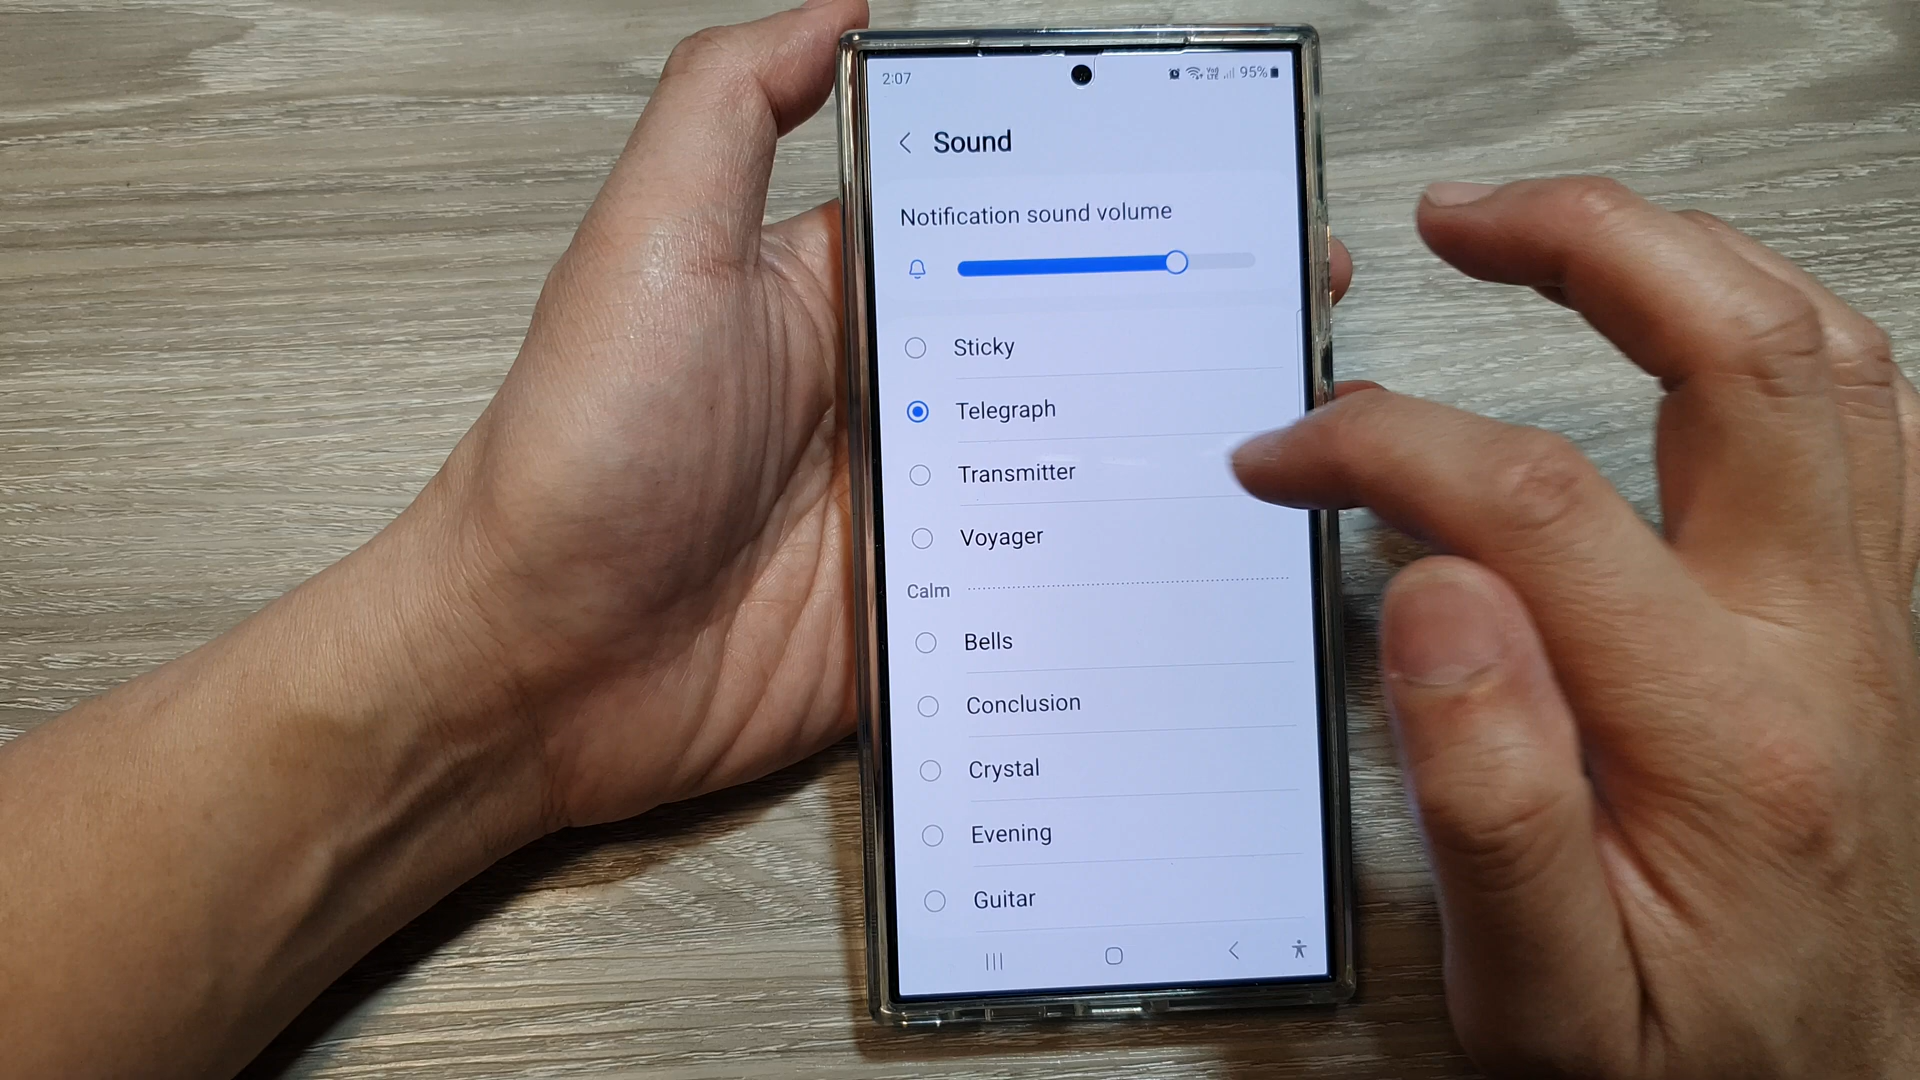 2:07
95%
Sound
Notification sound volume
Sticky
Telegraph
Transmitter
Voyager
Calm
Bells
Conclusion
Crystal
Evening
Guitar